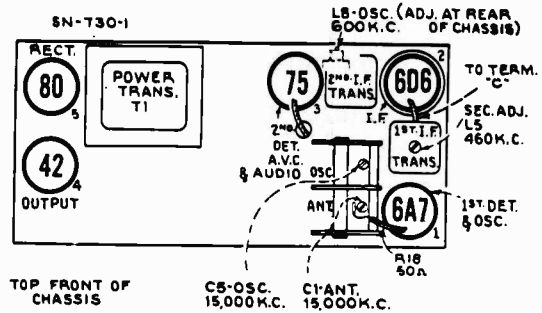 SN-730-1
L8-OSC. (ADJ. AT REAR
600K.C. OF CHASSIS)
RECT.
80
5
POWER
TRANS.
T1
75
3
2ND. I.F.
TRANS.
6D6
2
I.F.
TO TERM.
"C"
SEC. ADJ.
L5
460K.C.
1ST. I.F.
TRANS.
2ND.
DET.
A.V.C.
& AUDIO
OSC.
ANT.
42
4
OUTPUT
6A7
1
1ST. DET.
& OSC.
R18
50Ω
TOP FRONT OF
CHASSIS
C5-OSC.
15,000K.C.
C1-ANT.
15,000K.C.